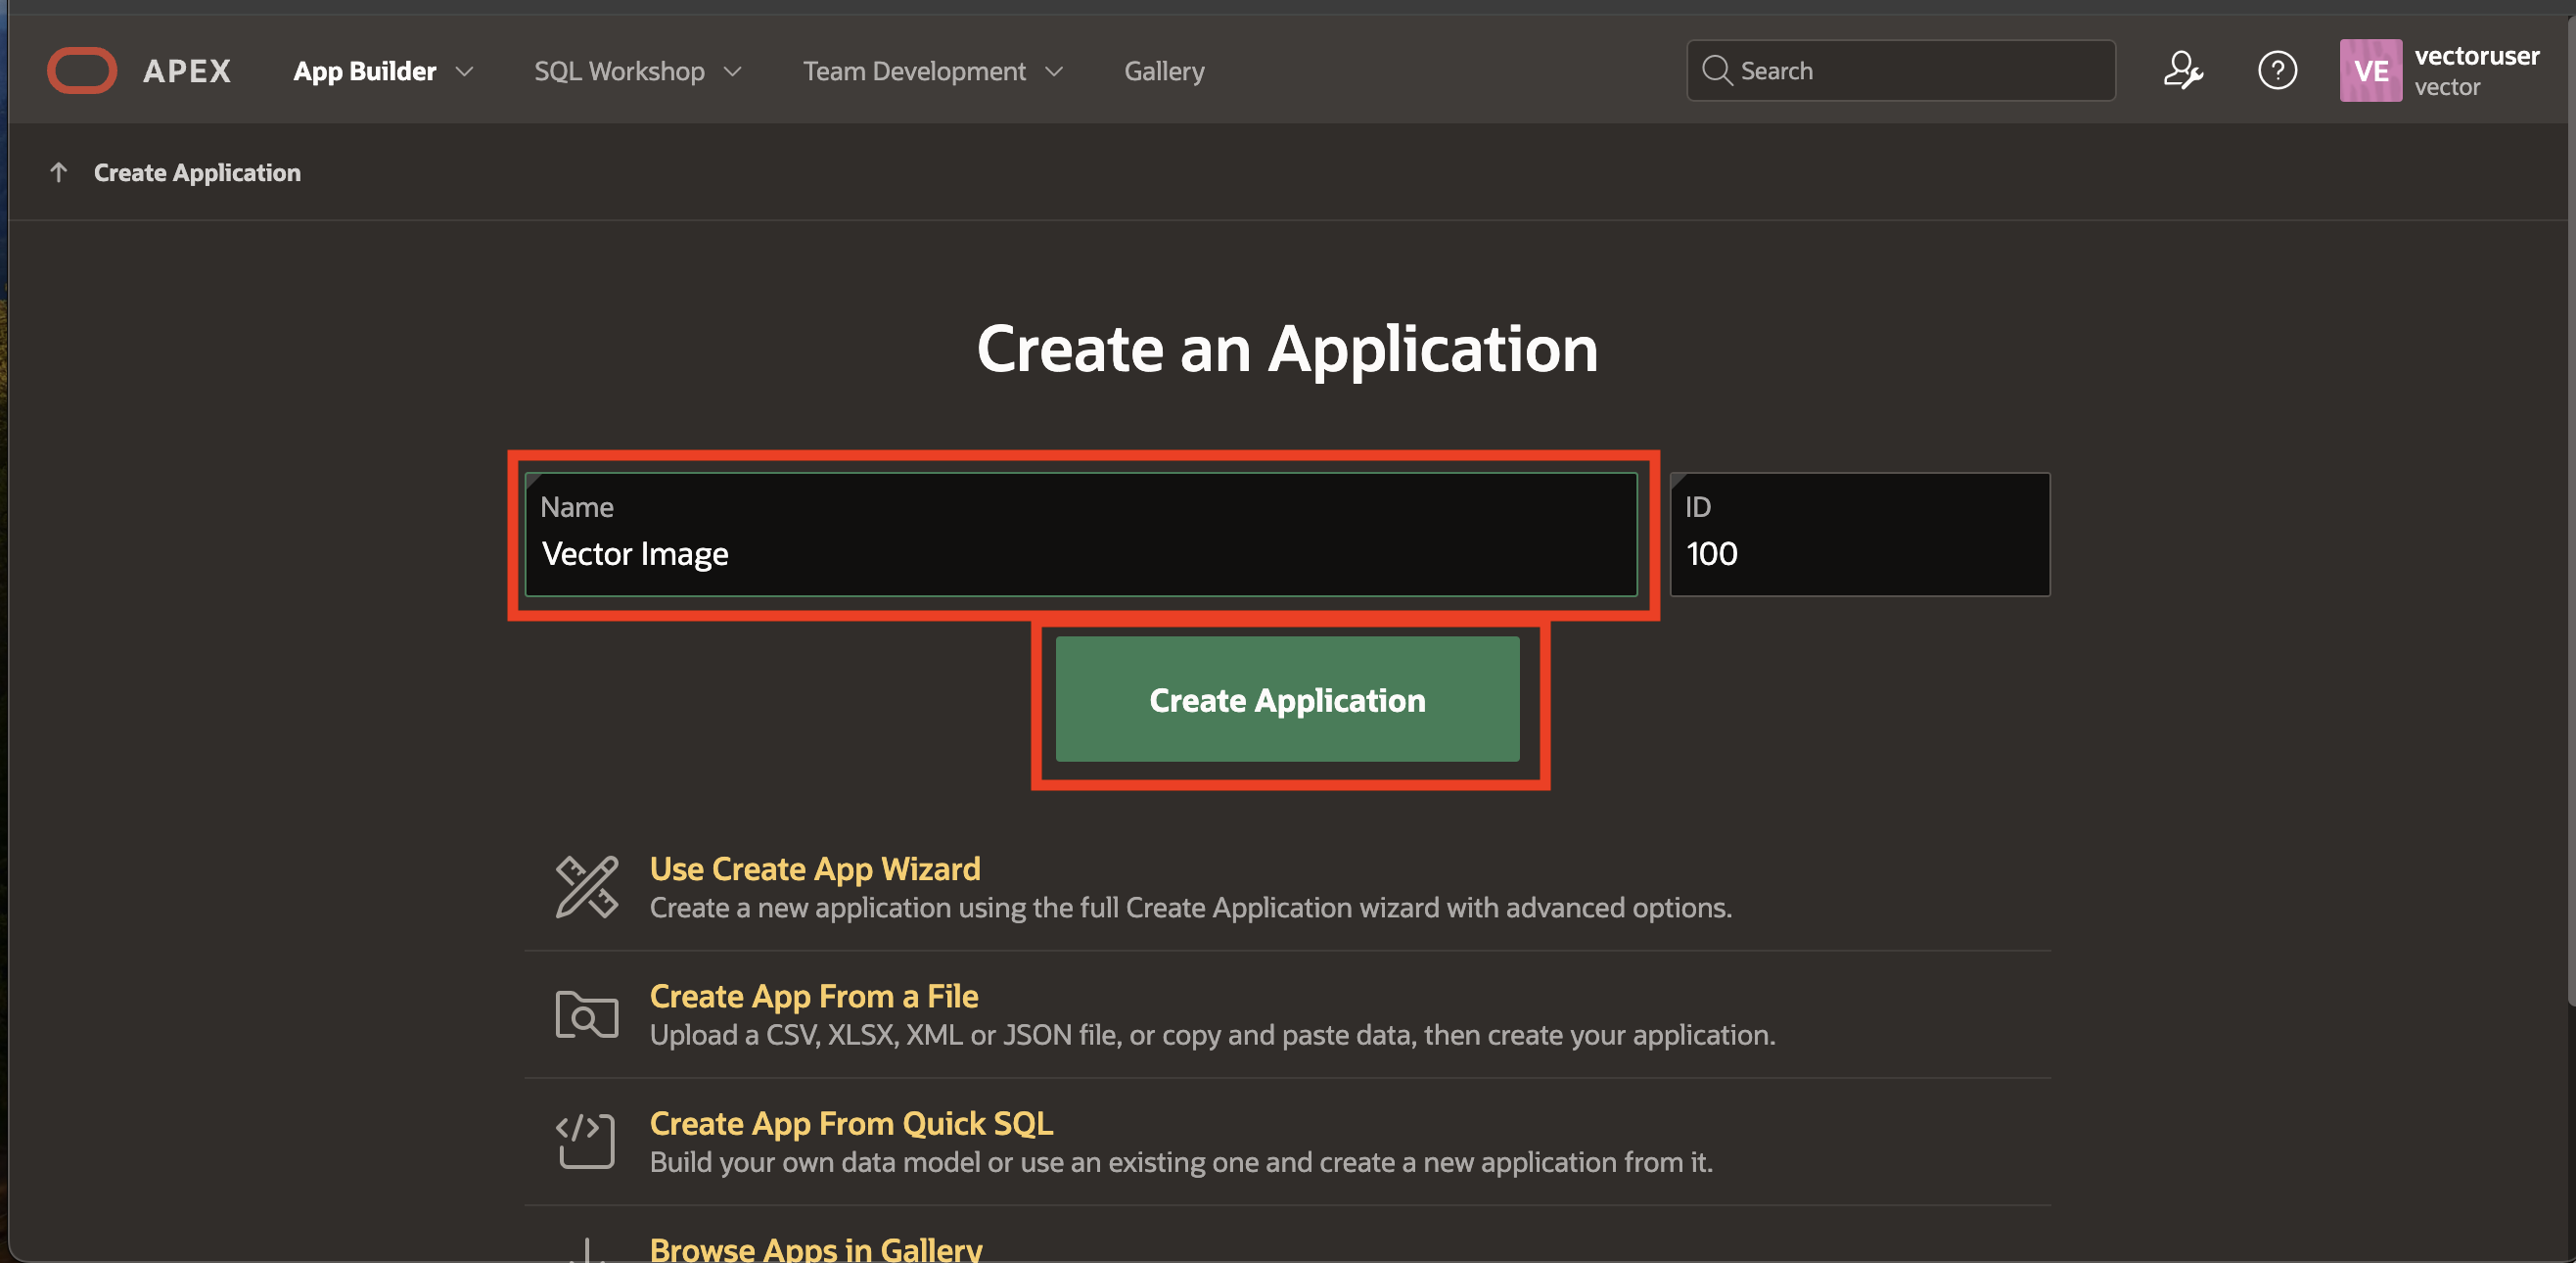 APEX App Builder SQL Workshop Team Development Gallery Search ? VE vectoruser
vector
Create Application
Create an Application
Name ID
Vector Image 100
Create Application
Use Create App Wizard
Create a new application using the full Create Application wizard with advanced options.
Create App From a File
Upload a CSV, XLSX, XML or JSON file, or copy and paste data, then create your application.
Create App From Quick SQL
Build your own data model or use an existing one and create a new application from it.
Browse Apps in Gallery